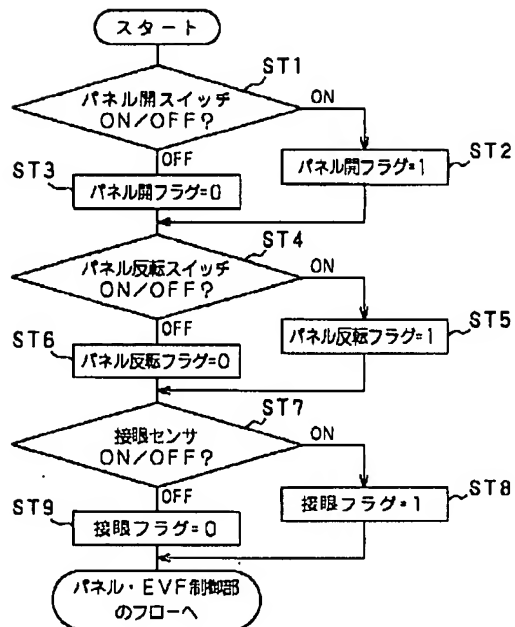 スタート
ST1
パネル開スイッチ
ON/OFF?
ON
OFF
ST2
パネル開フラグ=1
ST3
パネル開フラグ=0
ST4
パネル反転スイッチ
ON/OFF?
ON
OFF
ST5
パネル反転フラグ=1
ST6
パネル反転フラグ=0
ST7
接眼センサ
ON/OFF?
ON
OFF
ST8
接眼フラグ=1
ST9
接眼フラグ=0
パネル・EVF制御部
のフローへ